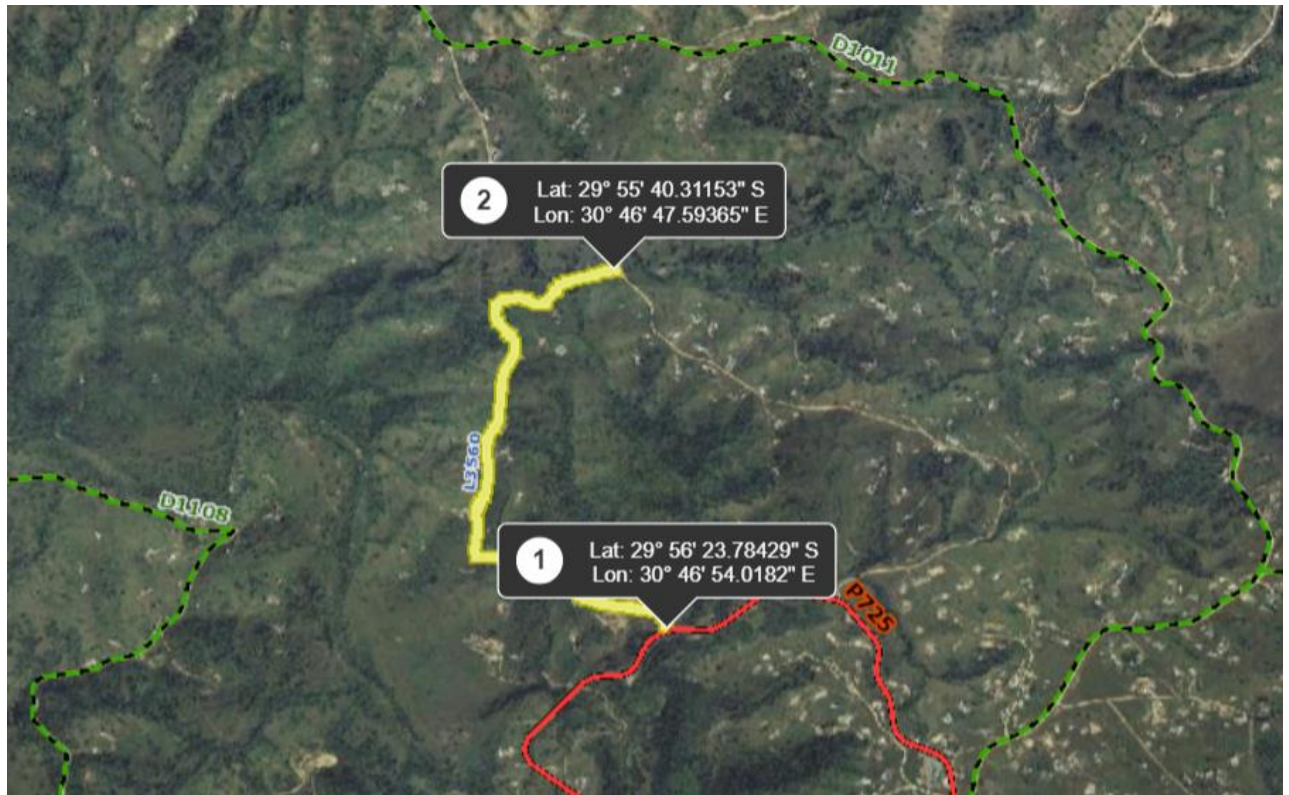 D1011
2
Lat: 29° 55' 40.31153" S
Lon: 30° 46' 47.59365" E
L3560
D1108
1
Lat: 29° 56' 23.78429" S
Lon: 30° 46' 54.0182" E
P725